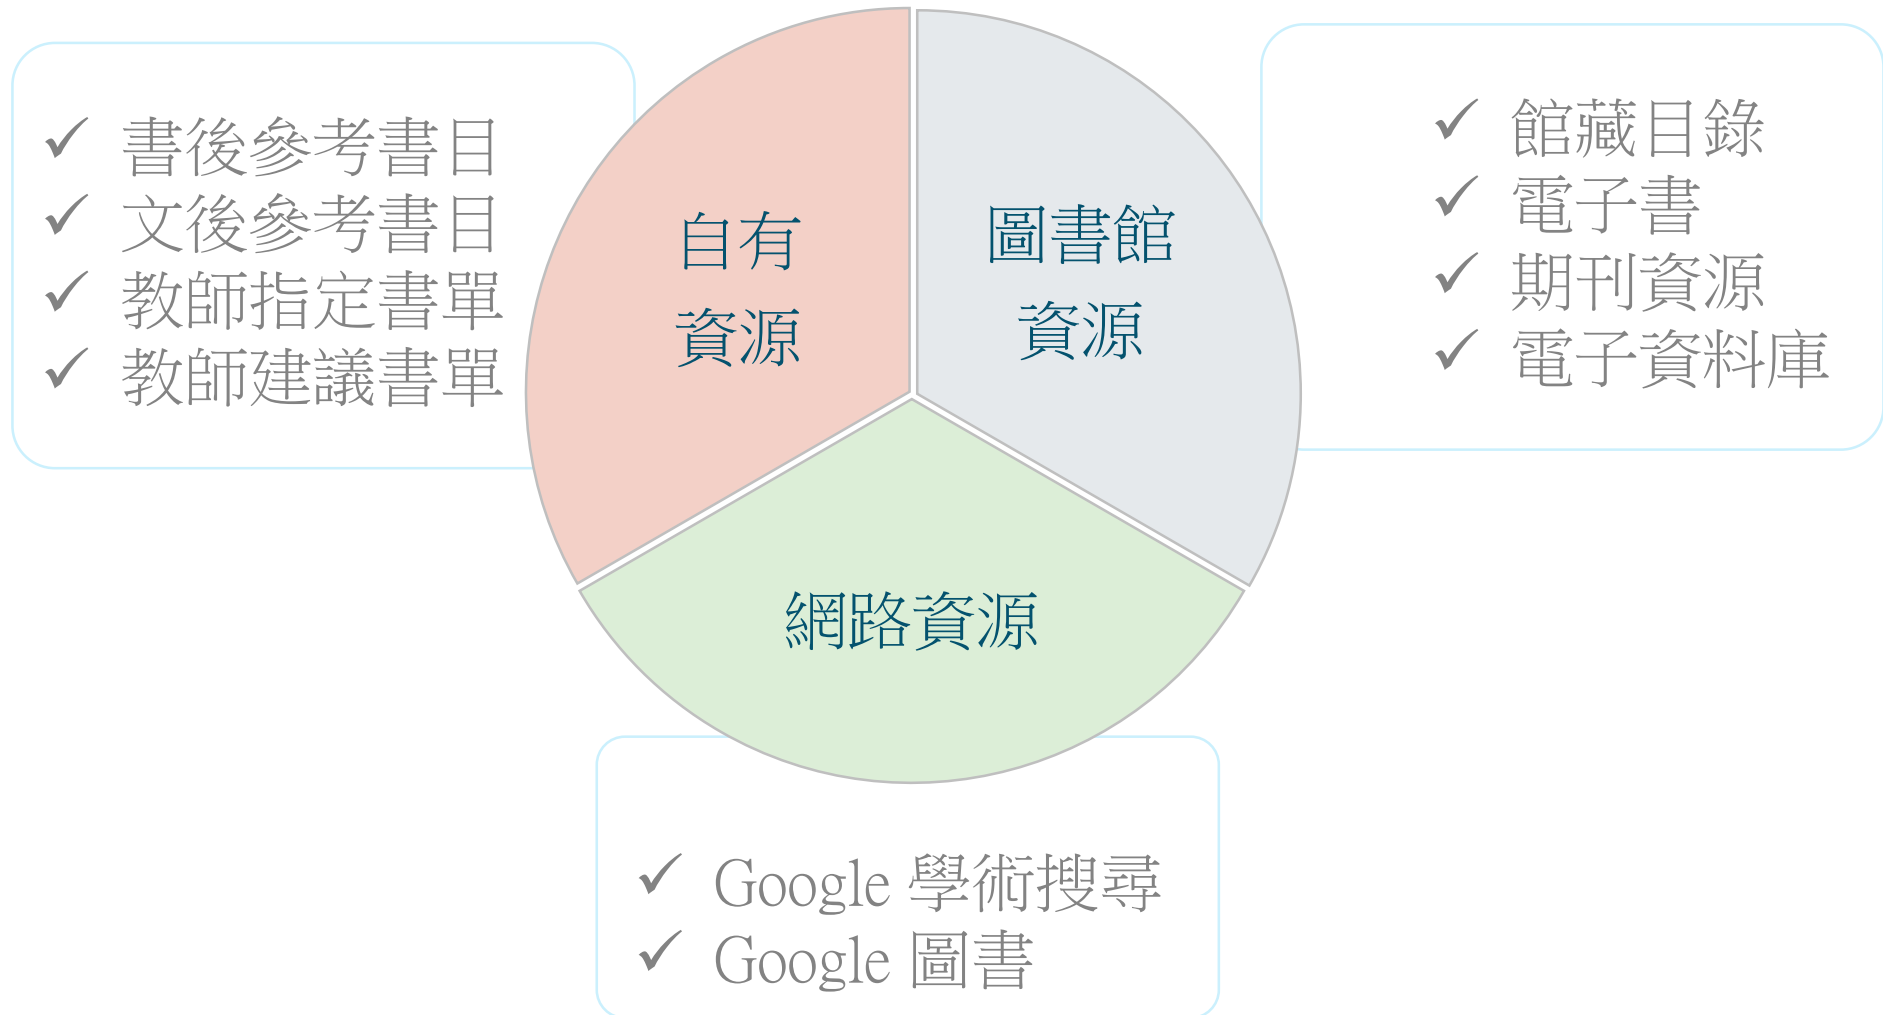 ✓ 書後參考書目
✓ 文後參考書目
✓ 教師指定書單
✓ 教師建議書單
自有
資源
圖書館
資源
✓ 館藏目錄
✓ 電子書
✓ 期刊資源
✓ 電子資料庫
網路資源
✓ Google 學術搜尋
✓ Google 圖書